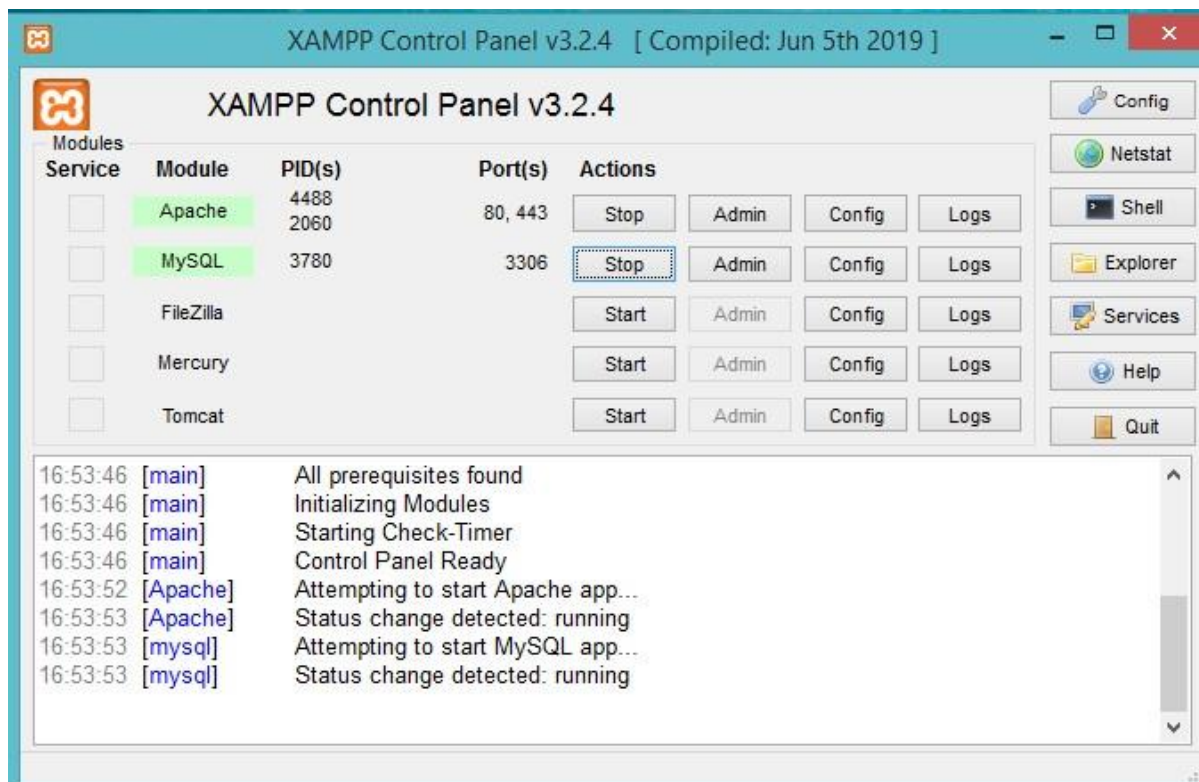 XAMPP Control Panel v3.2.4 [ Compiled: Jun 5th 2019 ]
XAMPP Control Panel v3.2.4
Config
Modules
Service Module PID(s) Port(s) Actions
Netstat
Apache 4488 2060 80, 443 Stop Admin Config Logs
Shell
MySQL 3780 3306 Stop Admin Config Logs
Explorer
FileZilla Start Admin Config Logs
Services
Mercury Start Admin Config Logs
Help
Tomcat Start Admin Config Logs
Quit
16:53:46 [main] All prerequisites found
16:53:46 [main] Initializing Modules
16:53:46 [main] Starting Check-Timer
16:53:46 [main] Control Panel Ready
16:53:52 [Apache] Attempting to start Apache app...
16:53:53 [Apache] Status change detected: running
16:53:53 [mysql] Attempting to start MySQL app...
16:53:53 [mysql] Status change detected: running